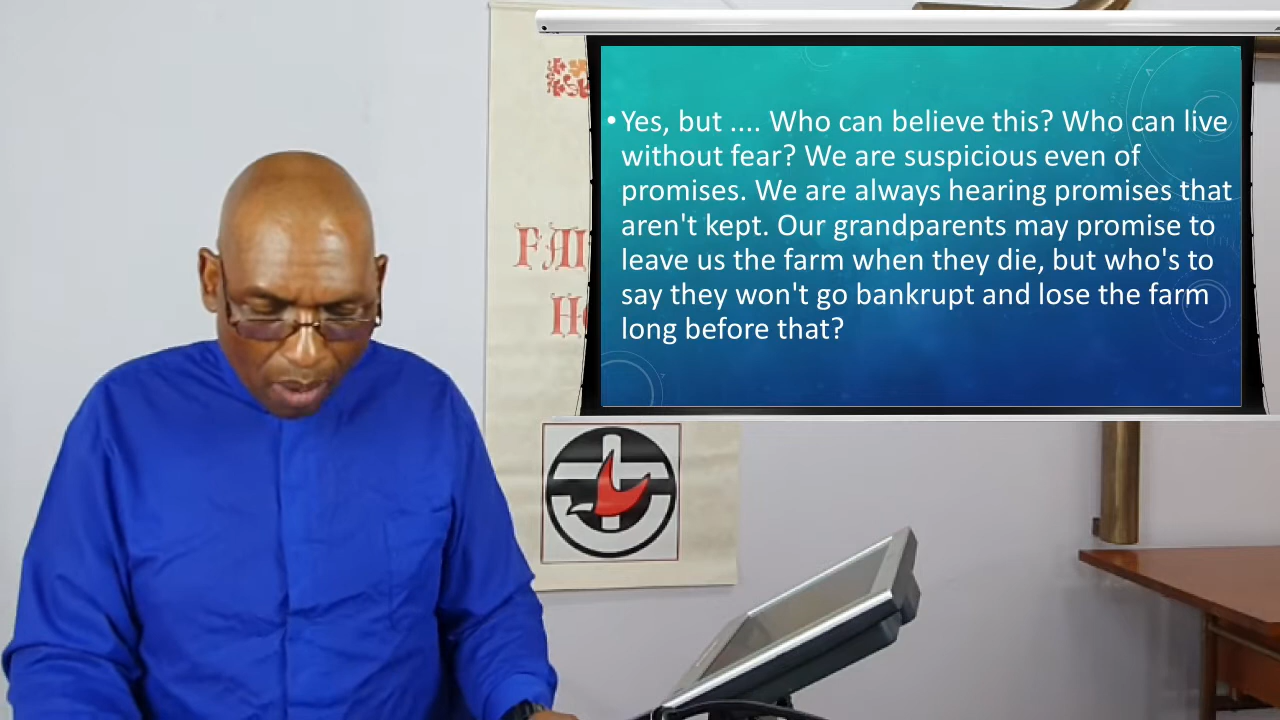 • Yes, but .... Who can believe this? Who can live
without fear? We are suspicious even of
promises. We are always hearing promises that
aren't kept. Our grandparents may promise to
leave us the farm when they die, but who's to
say they won't go bankrupt and lose the farm
long before that?